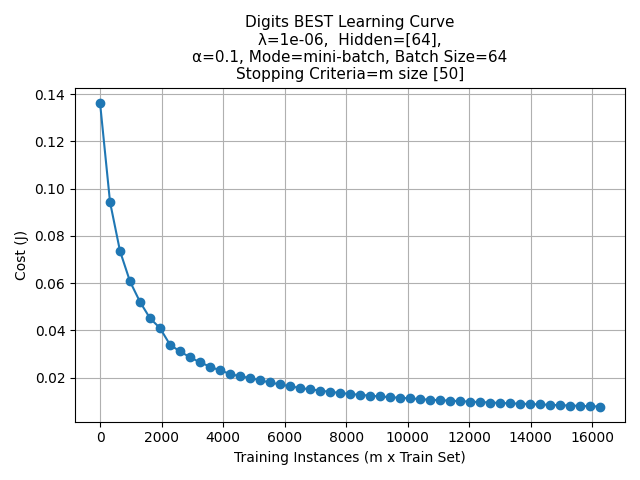 Digits BEST Learning Curve
λ=1e-06,  Hidden=[64],
α=0.1, Mode=mini-batch, Batch Size=64
Stopping Criteria=m size [50]
0.14
0.12
0.10
0.08
0.06
0.04
0.02
Cost (J)
0 2000 4000 6000 8000 10000 12000 14000 16000
Training Instances (m x Train Set)